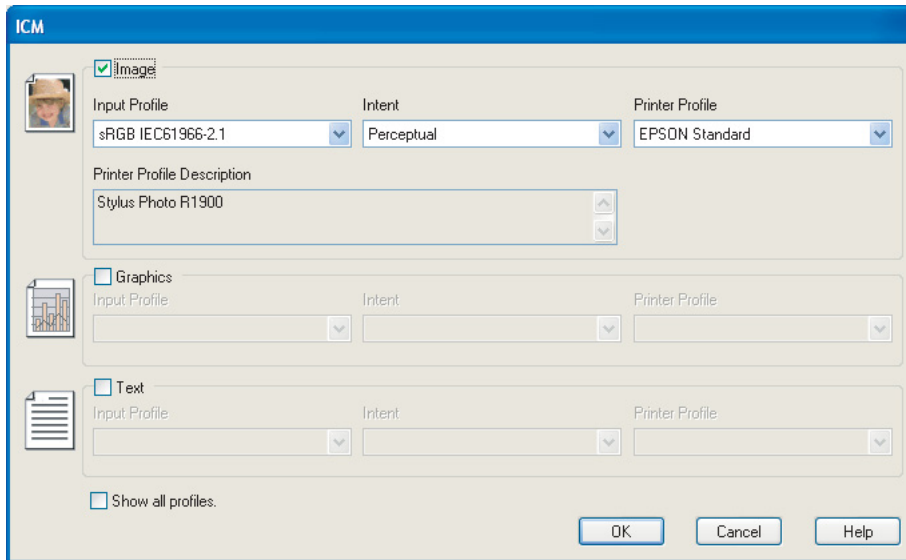 ICM
Image
Input Profile Intent Printer Profile
sRGB IEC61966-2.1 Perceptual EPSON Standard
Printer Profile Description
Stylus Photo R1900
Graphics
Input Profile Intent Printer Profile
Text
Input Profile Intent Printer Profile
Show all profiles.
OK Cancel Help